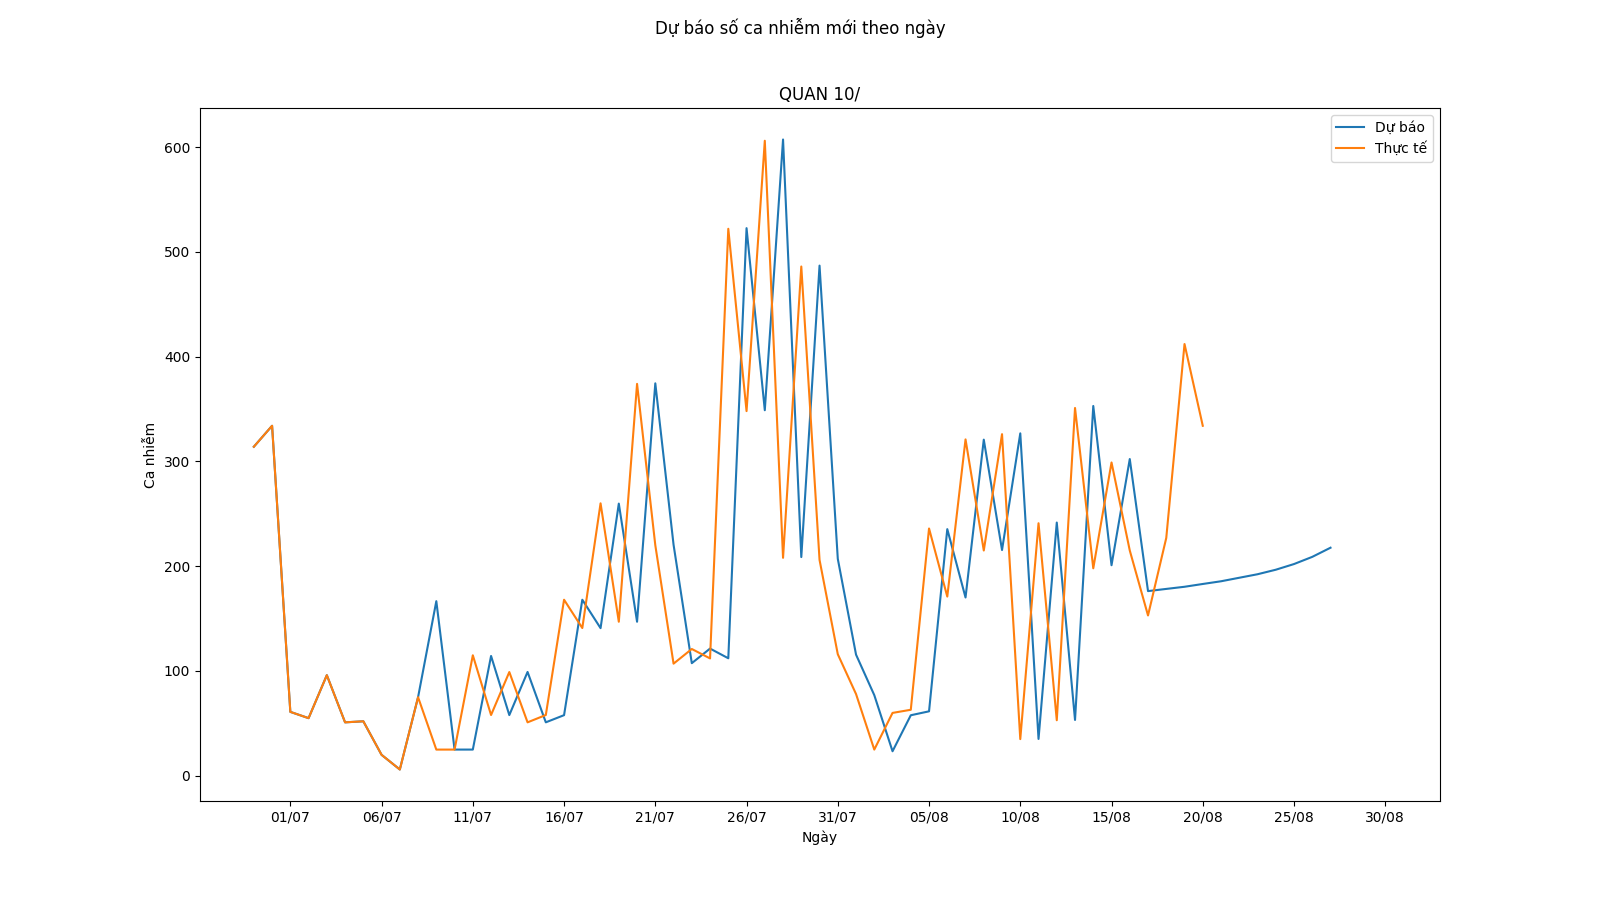 Dự báo số ca nhiễm mới theo ngày
QUAN 10/
Dự báo
Thực tế
600
500
400
300
200
100
0
Ca nhiễm
01/07 06/07 11/07 16/07 21/07 26/07 31/07 05/08 10/08 15/08 20/08 25/08 30/08
Ngày